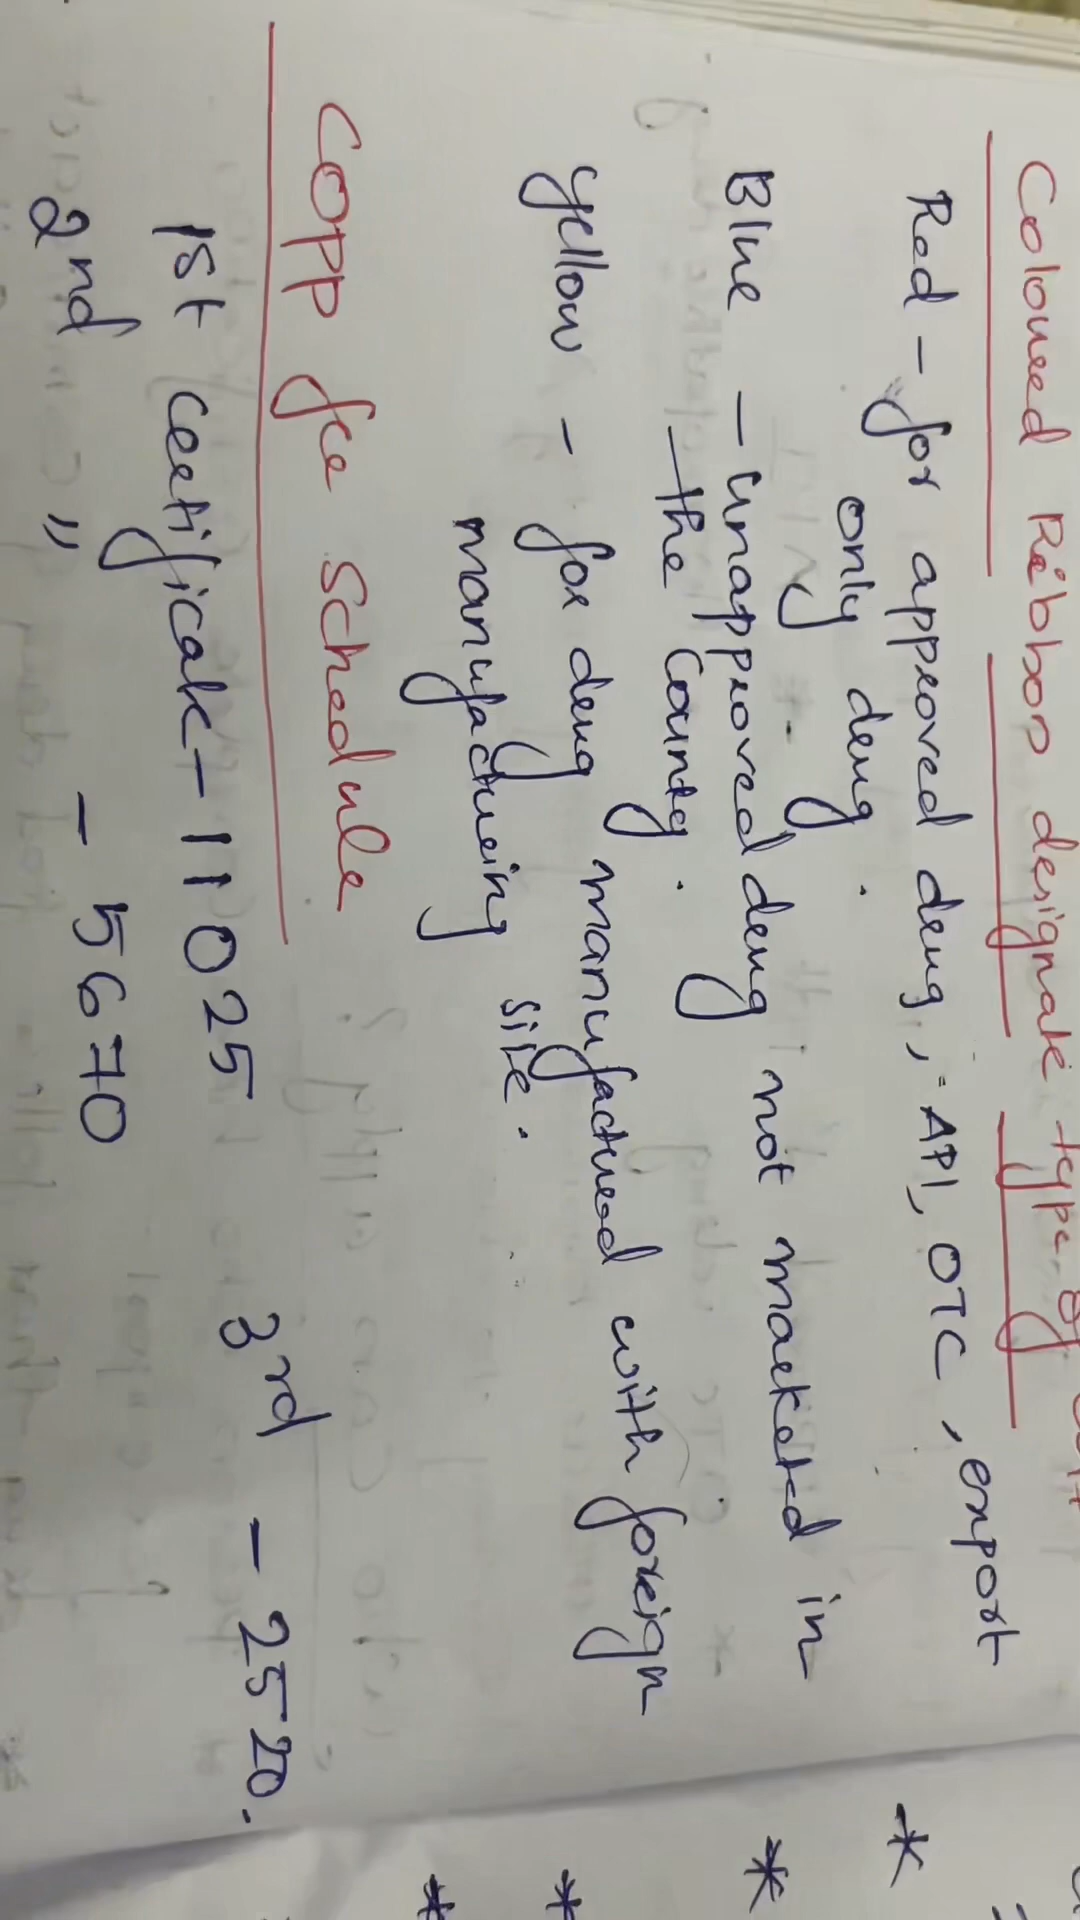 Coloured Ribbon designate type of
Red - for approved drug, API, OTC, export
only drug.
Blue - unapproved drug not marketed in
the County.
yellow - for drug manufactured with foreign
manufacturing site.
COPP fee Schedule
1st certificate - 11025
3rd - 2520.
2nd " - 5670